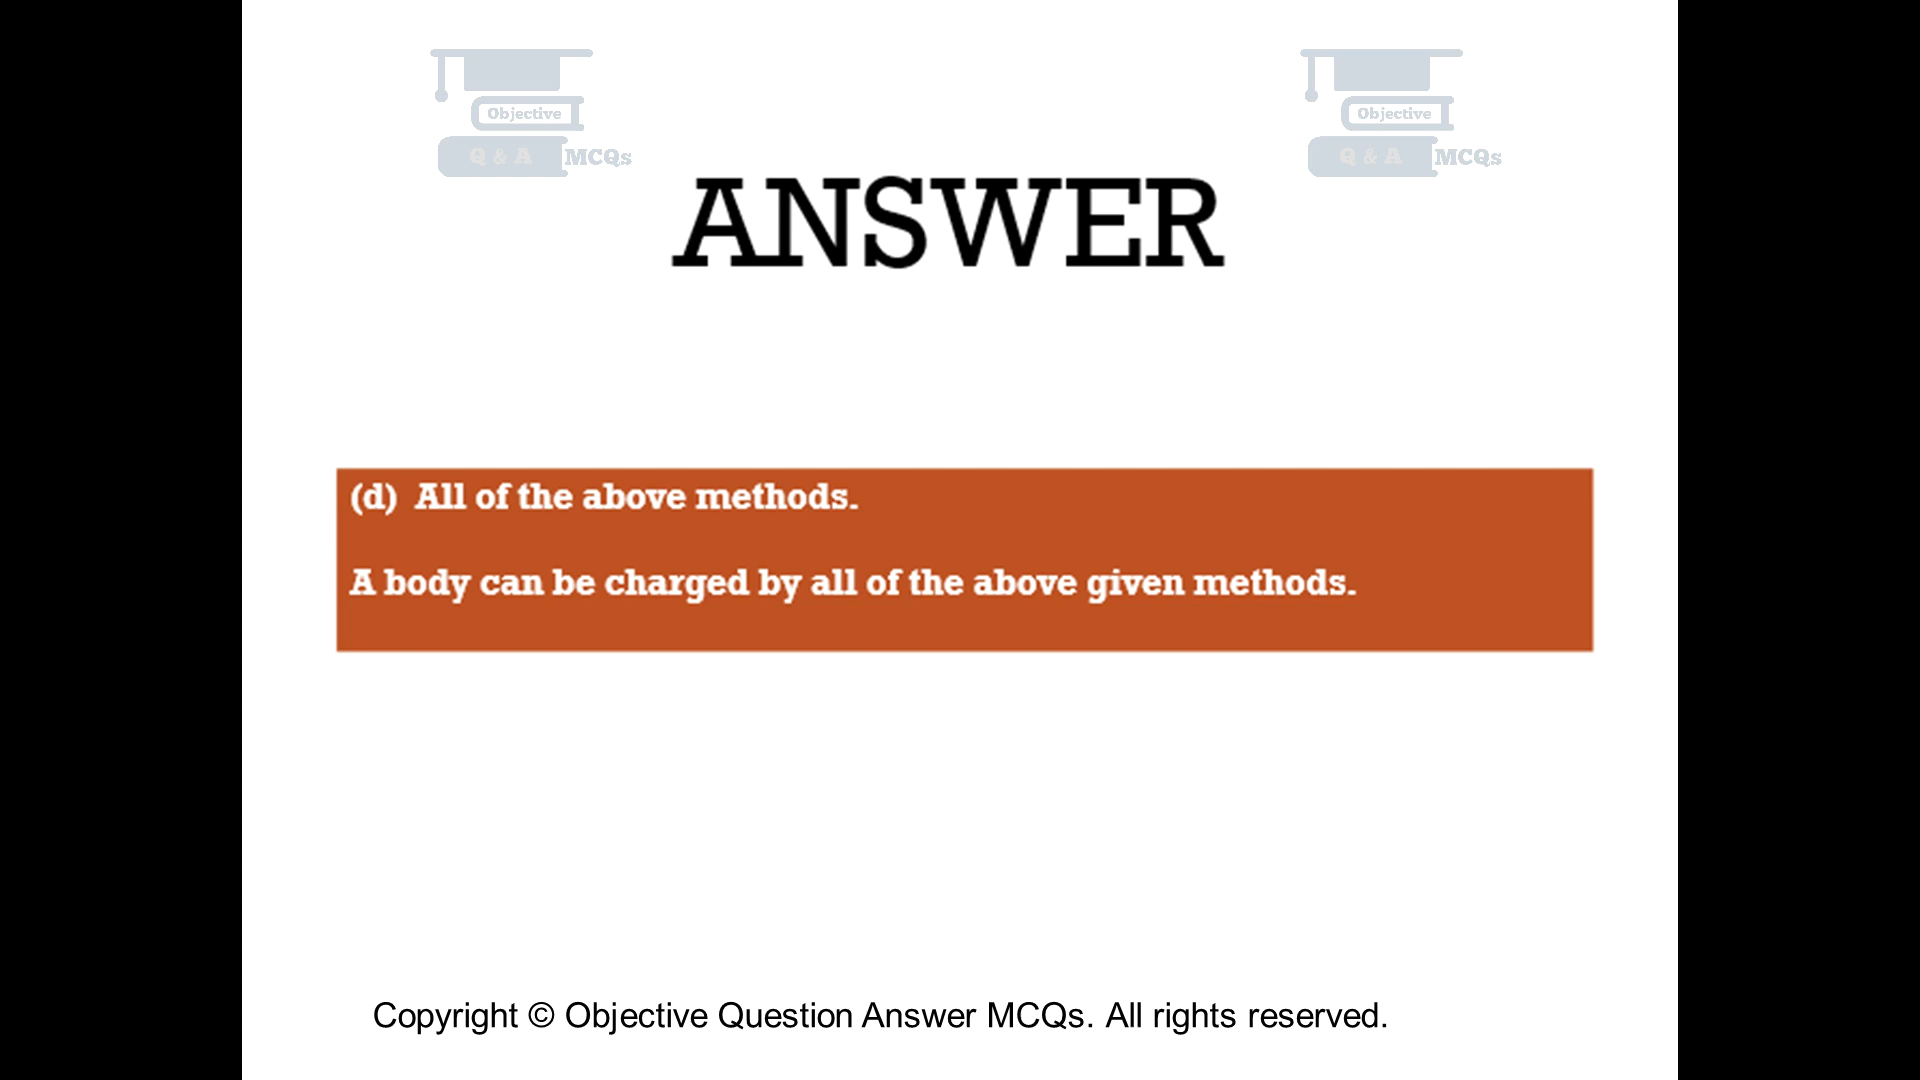 Objective
Q & A MCQs
Objective
Q & A MCQs
ANSWER
(d) All of the above methods.
A body can be charged by all of the above given methods.
Copyright © Objective Question Answer MCQs. All rights reserved.